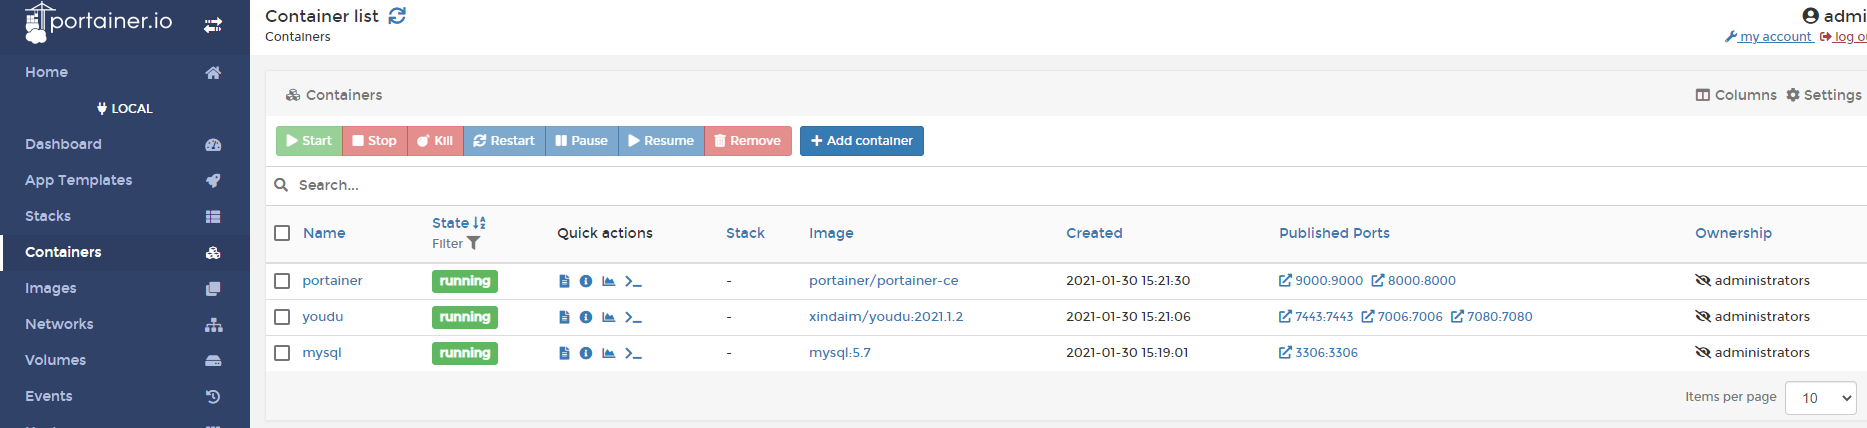 portainer.io
Container list
Containers
admi
my account log ou
Home
LOCAL
Dashboard
App Templates
Stacks
Containers
Images
Networks
Volumes
Events
Containers
Columns Settings
Start Stop Kill Restart Pause Resume Remove Add container
Search...
Name State Filter Quick actions Stack Image Created Published Ports Ownership
portainer running - portainer/portainer-ce 2021-01-30 15:21:30 9000:9000 8000:8000 administrators
youdu running - xindaim/youdu:2021.1.2 2021-01-30 15:21:06 7443:7443 7006:7006 7080:7080 administrators
mysql running - mysql:5.7 2021-01-30 15:19:01 3306:3306 administrators
Items per page 10